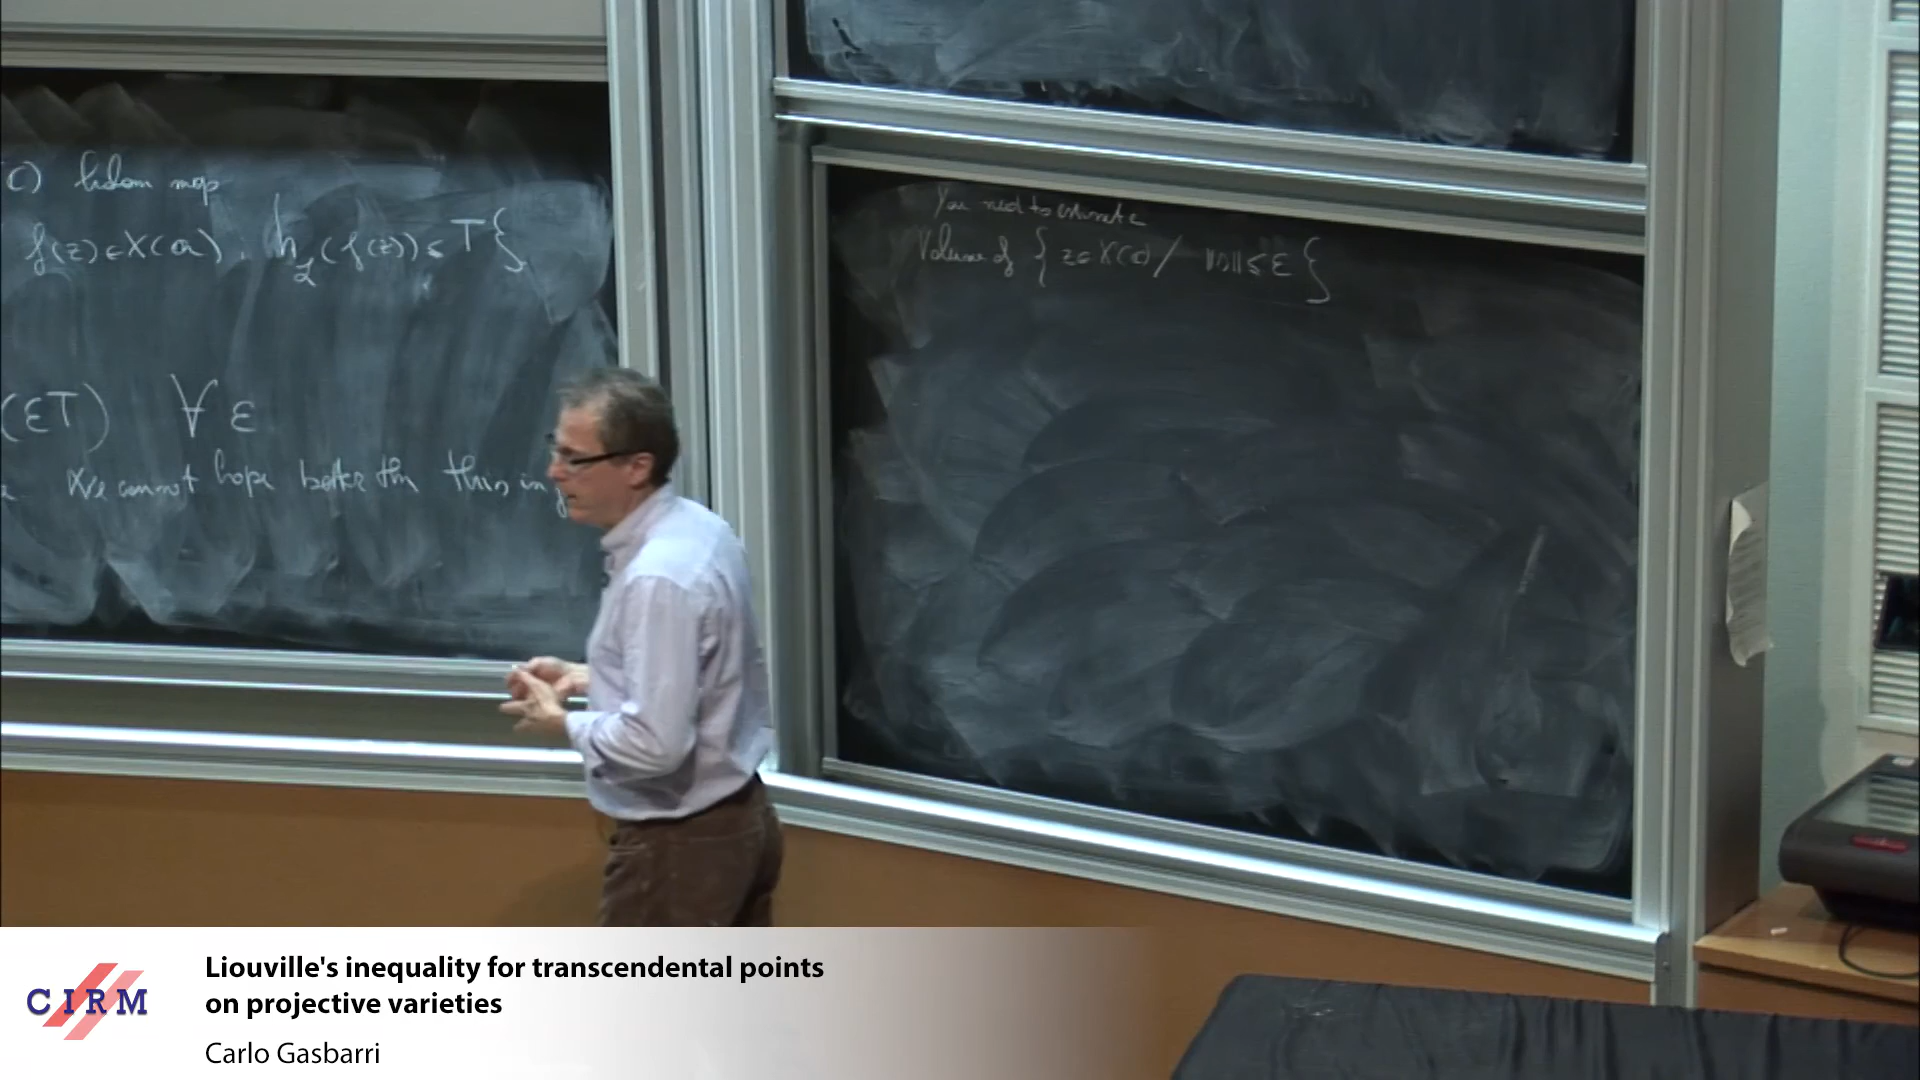 C) holom map
f(z) ∈ X(Q), h_L(f(z)) ≤ T}
(εT) ∀ ε
We cannot hope better thn this in
You need to estimate
Volume of { z ∈ X(C) / ||s|| ≤ ε }
CIRM
Liouville's inequality for transcendental points
on projective varieties
Carlo Gasbarri